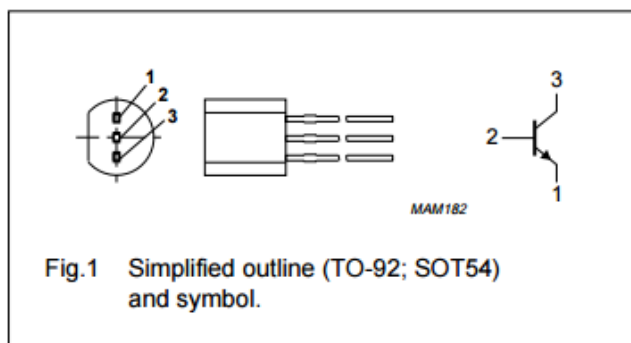 1
2
3
3
2
1
MAM182
Fig.1 Simplified outline (TO-92; SOT54)
and symbol.